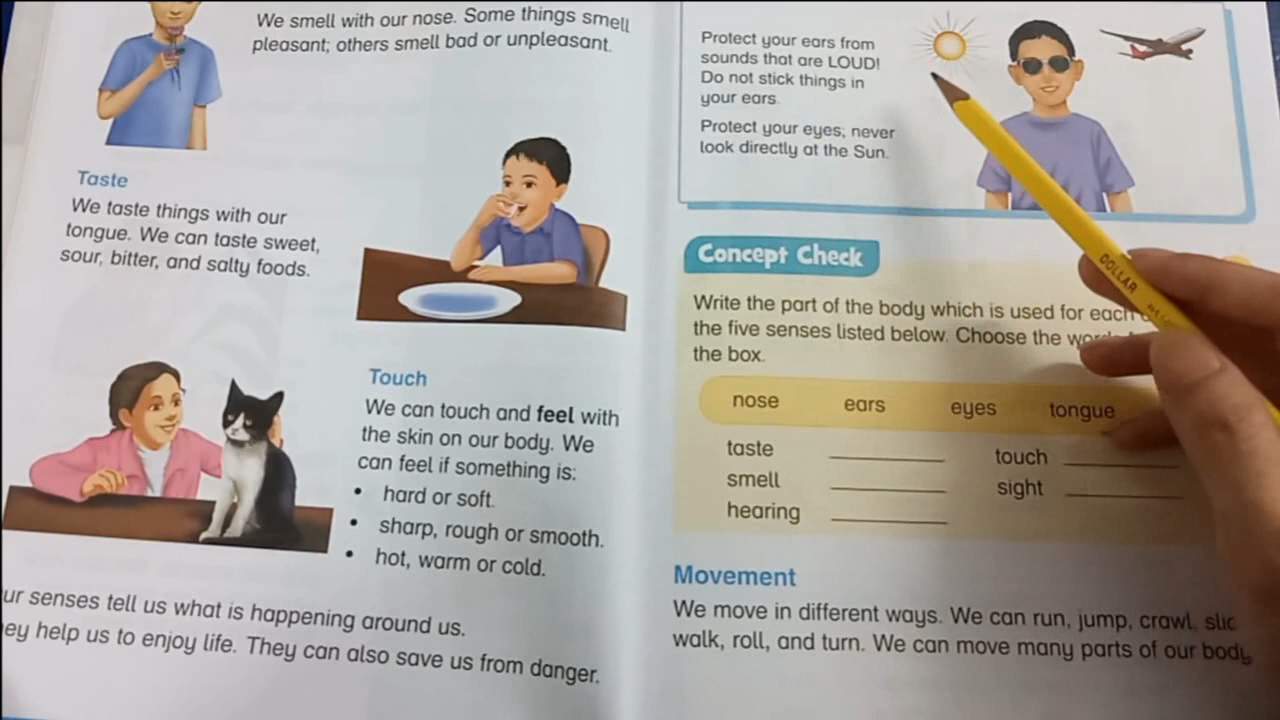 We smell with our nose. Some things smell
pleasant; others smell bad or unpleasant.
Taste
We taste things with our
tongue. We can taste sweet,
sour, bitter, and salty foods.
Touch
We can touch and feel with
the skin on our body. We
can feel if something is:
• hard or soft.
• sharp, rough or smooth.
• hot, warm or cold.
ur senses tell us what is happening around us.
ey help us to enjoy life. They can also save us from danger.
Protect your ears from
sounds that are LOUD!
Do not stick things in
your ears.
Protect your eyes; never
look directly at the Sun.
DOLLAR
Concept Check
Write the part of the body which is used for each
the five senses listed below. Choose the
the box.
nose ears eyes tongue
taste touch
smell sight
hearing
Movement
We move in different ways. We can run, jump, crawl,
walk, roll, and turn. We can move many parts of our body